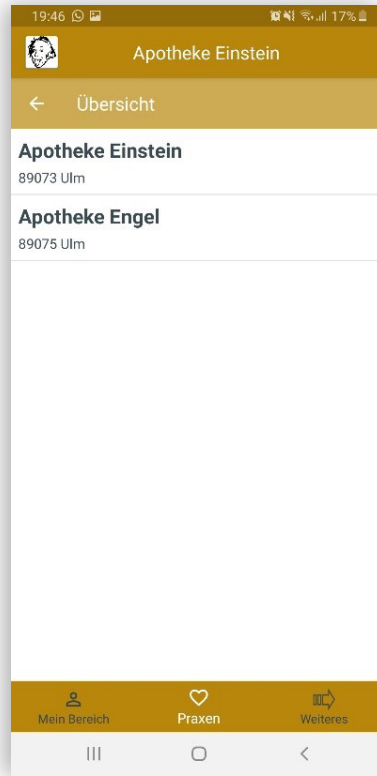 19:46 17%
Apotheke Einstein
Übersicht
Apotheke Einstein
89073 Ulm
Apotheke Engel
89075 Ulm
Mein Bereich Praxen Weiteres